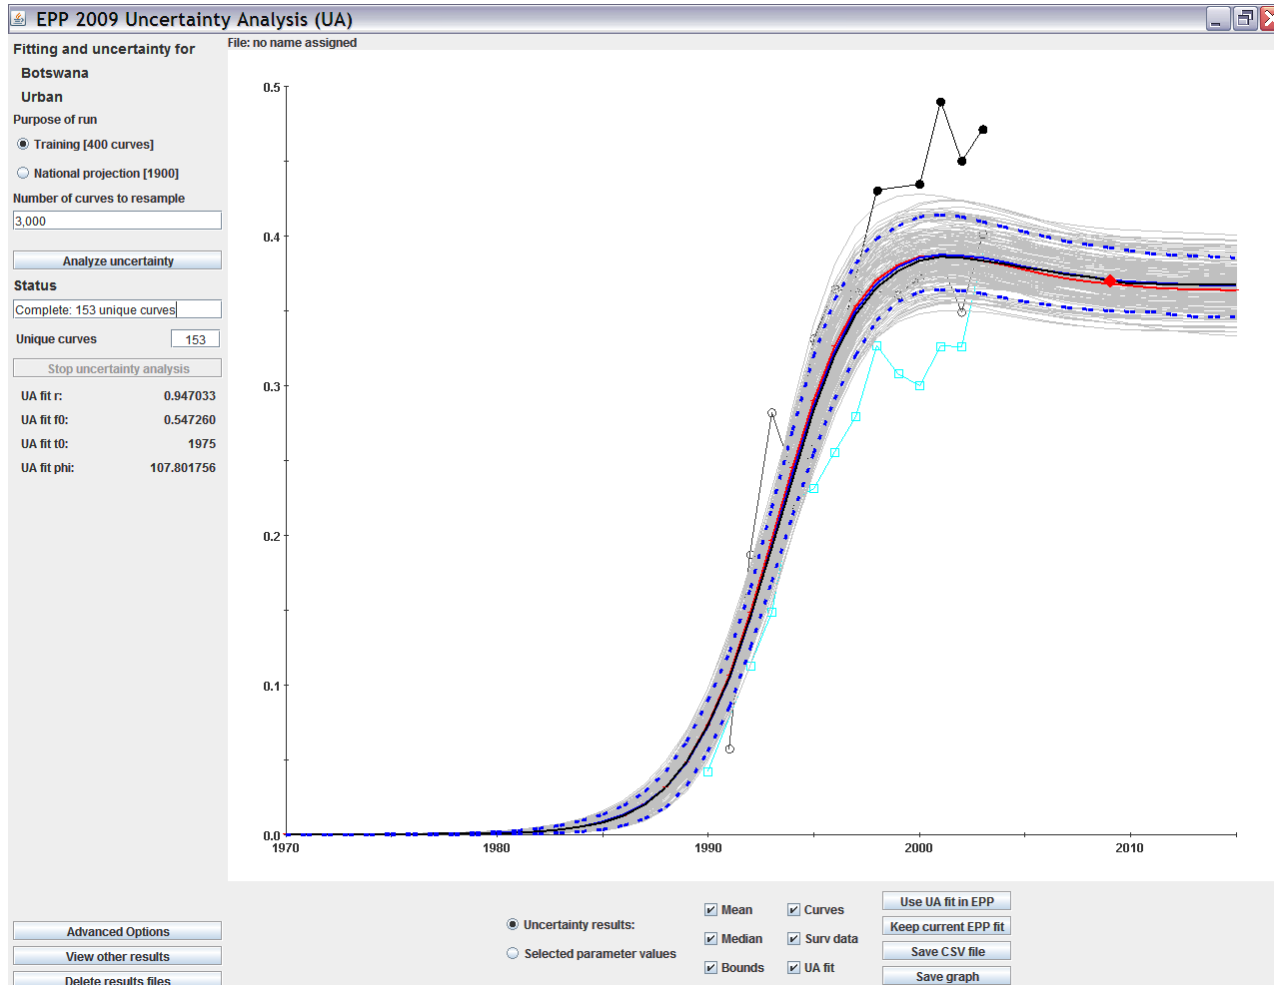 EPP 2009 Uncertainty Analysis (UA)
File: no name assigned
Fitting and uncertainty for
Botswana
Urban
Purpose of run
Training [400 curves]
National projection [1900]
Number of curves to resample
3,000
Analyze uncertainty
Status
Complete: 153 unique curves
Unique curves 153
Stop uncertainty analysis
UA fit r: 0.947033
UA fit f0: 0.547260
UA fit t0: 1975
UA fit phi: 107.801756
Advanced Options
View other results
Delete results files
0.5
0.4
0.3
0.2
0.1
0.0
1970 1980 1990 2000 2010
Uncertainty results:
Selected parameter values
Mean
Median
Bounds
Curves
Surv data
UA fit
Use UA fit in EPP
Keep current EPP fit
Save CSV file
Save graph